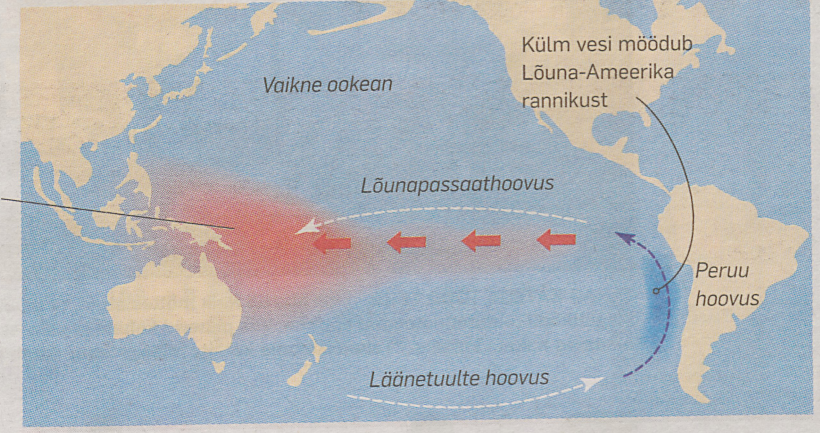 Külm vesi möödub
Lõuna-Ameerika
rannikust
Vaikne ookean
Lõunapassaathoovus
Peruu
hoovus
Läänetuulte hoovus